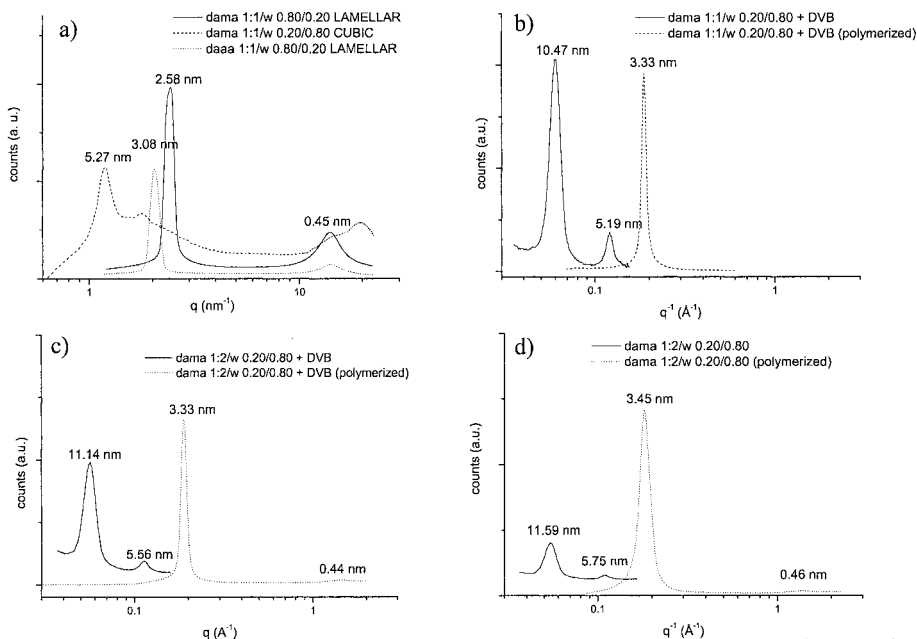 a)
dama 1:1/w 0.80/0.20 LAMELLAR
dama 1:1/w 0.20/0.80 CUBIC
daaa 1:1/w 0.80/0.20 LAMELLAR
2.58 nm
3.08 nm
5.27 nm
0.45 nm
counts (a. u.)
1
10
q (nm⁻¹)
b)
dama 1:1/w 0.20/0.80 + DVB
dama 1:1/w 0.20/0.80 + DVB (polymerized)
10.47 nm
3.33 nm
5.19 nm
counts (a.u.)
0.1
1
q⁻¹ (Å⁻¹)
c)
dama 1:2/w 0.20/0.80 + DVB
dama 1:2/w 0.20/0.80 + DVB (polymerized)
3.33 nm
11.14 nm
5.56 nm
0.44 nm
counts (a.u.)
0.1
1
q (A⁻¹)
d)
dama 1:2/w 0.20/0.80
dama 1:2/w 0.20/0.80 (polymerized)
3.45 nm
11.59 nm
5.75 nm
0.46 nm
counts (a.u.)
0.1
1
q⁻¹ (Å⁻¹)